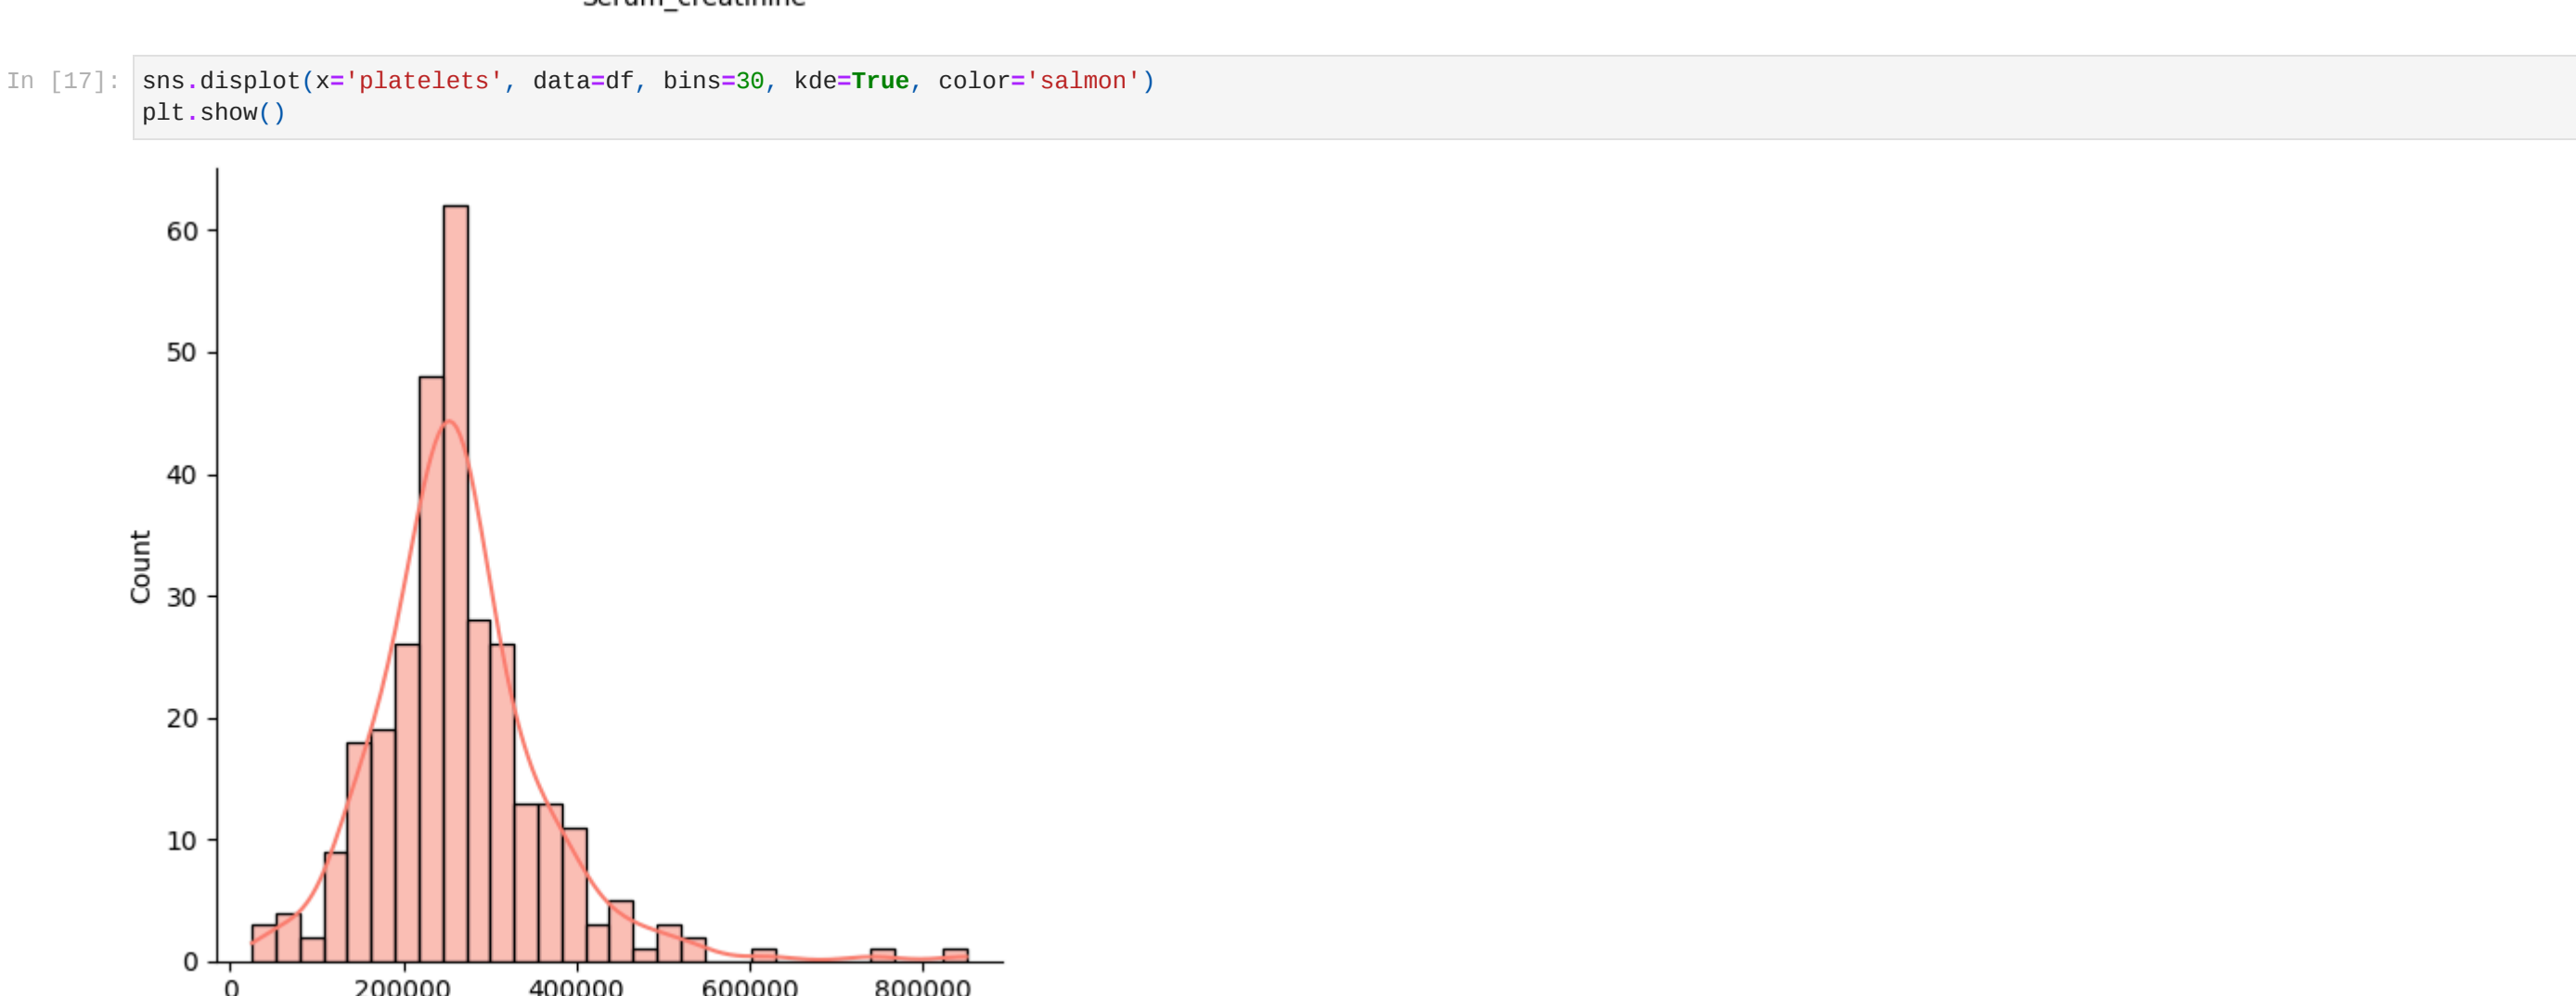 Serum_creatinine
In [17]:
sns.displot(x='platelets', data=df, bins=30, kde=True, color='salmon')
plt.show()
60
50
40
30
20
10
0
Count
0 200000 400000 600000 800000